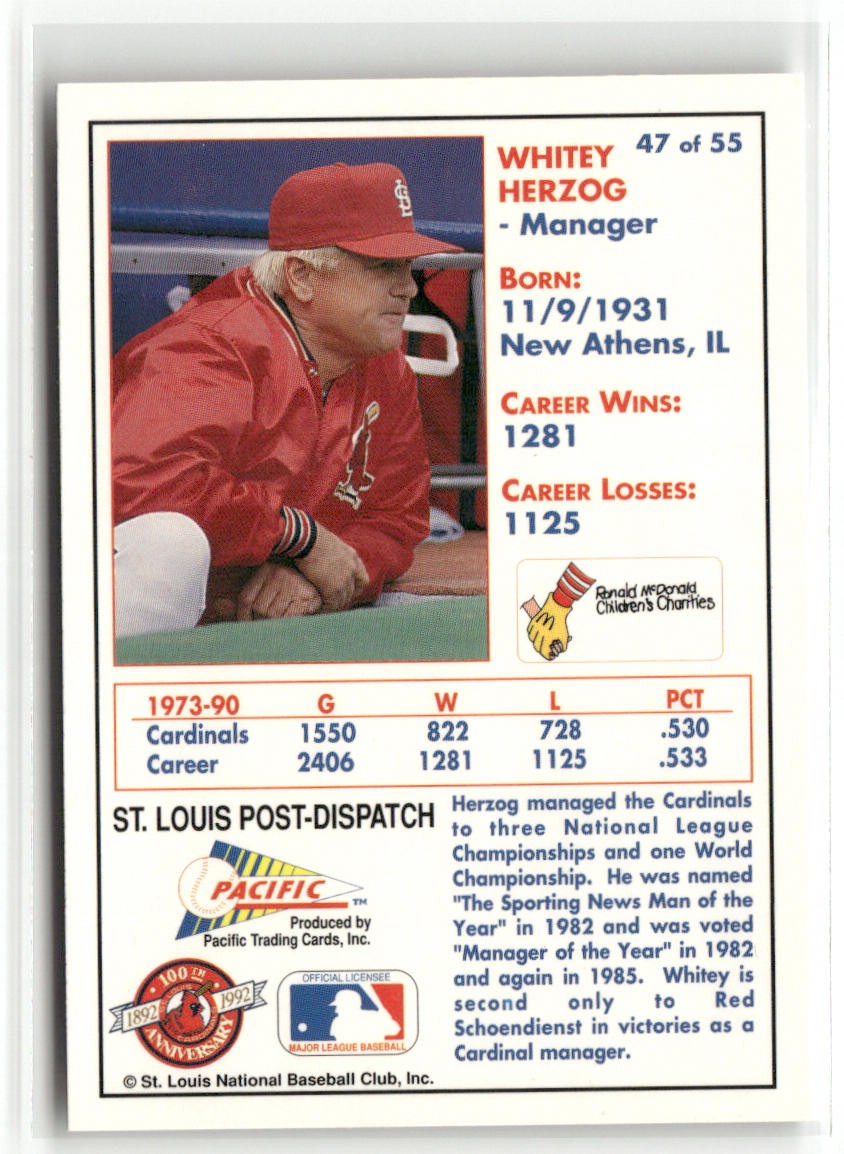 47 of 55
WHITEY
HERZOG
- Manager
BORN:
11/9/1931
New Athens, IL
CAREER WINS:
1281
CAREER LOSSES:
1125
Ronald McDonald
Children's Charities
1973-90 G W L PCT
Cardinals 1550 822 728 .530
Career 2406 1281 1125 .533
ST. LOUIS POST-DISPATCH
PACIFIC TM
Produced by
Pacific Trading Cards, Inc.
100TH
1892 1992
ANNIVERSARY
OFFICIAL LICENSEE
MAJOR LEAGUE BASEBALL
© St. Louis National Baseball Club, Inc.
Herzog managed the Cardinals
to three National League
Championships and one World
Championship. He was named
"The Sporting News Man of the
Year" in 1982 and was voted
"Manager of the Year" in 1982
and again in 1985. Whitey is
second only to Red
Schoendienst in victories as a
Cardinal manager.